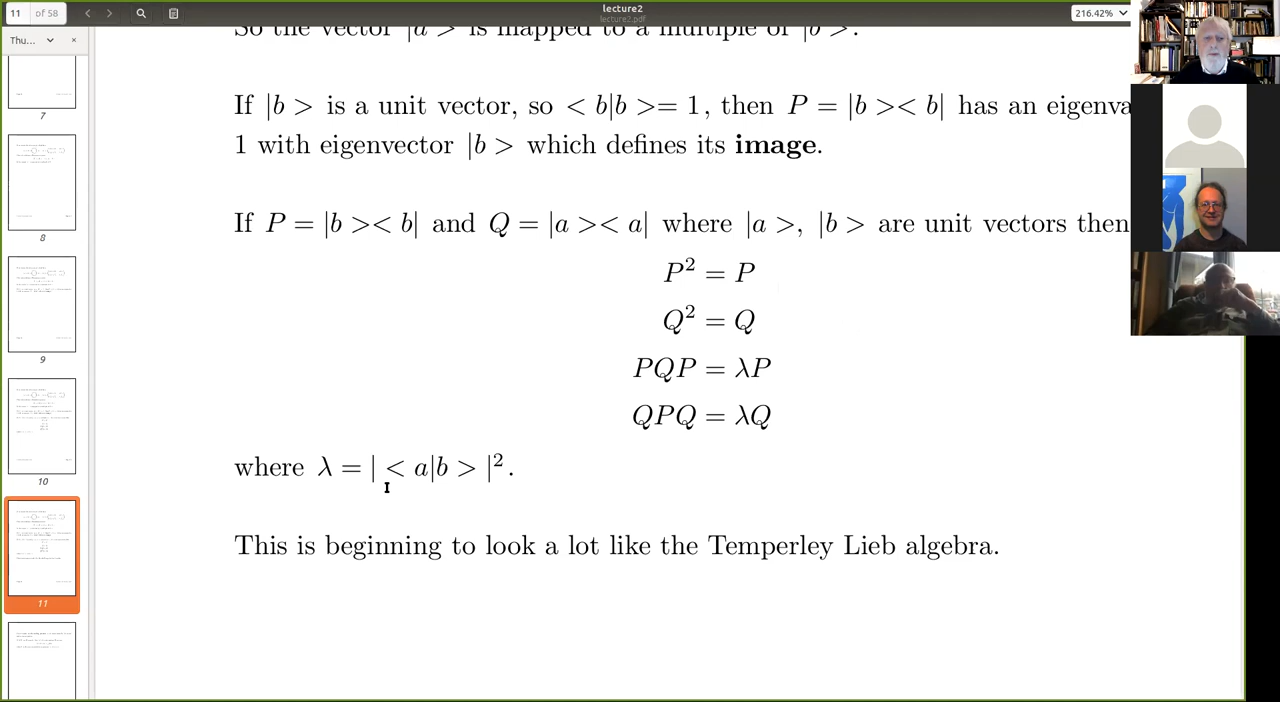 11 of 58
lecture2
lecture2.pdf
216.42%
Thu...
So the vector |a > is mapped to a multiple of |b >.
7
If |b > is a unit vector, so < b|b >= 1, then P = |b >< b| has an eigenva
1 with eigenvector |b > which defines its image.
8
If P = |b >< b| and Q = |a >< a| where |a >, |b > are unit vectors then
P² = P
Q² = Q
9
PQP = λP
QPQ = λQ
where λ = | < a|b > |².
10
This is beginning to look a lot like the Temperley Lieb algebra.
11